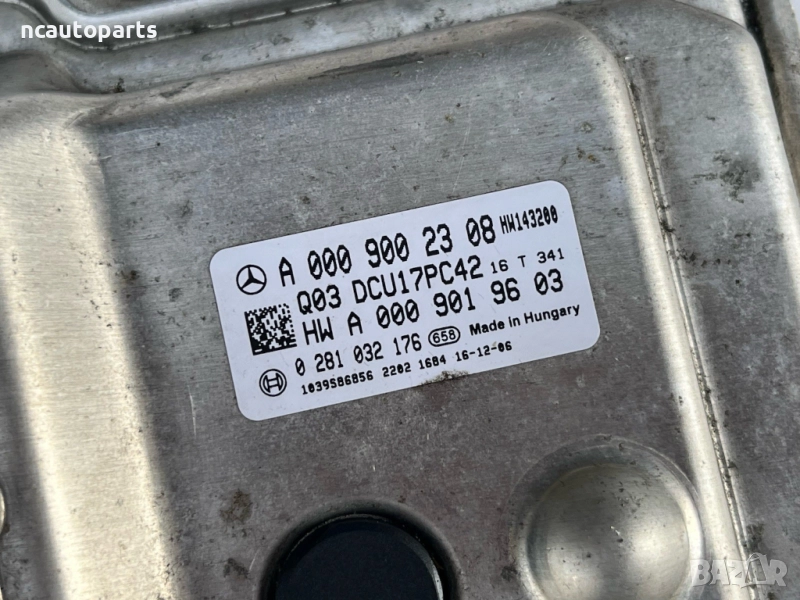 ncautoparts
A 000 900 23 08 HW143200
Q03 DCU17PC42 16 T 341
HW A 000 901 96 03
0 281 032 176 658 Made in Hungary
1039S86856 2202 1684 16-12-06
BAZAR